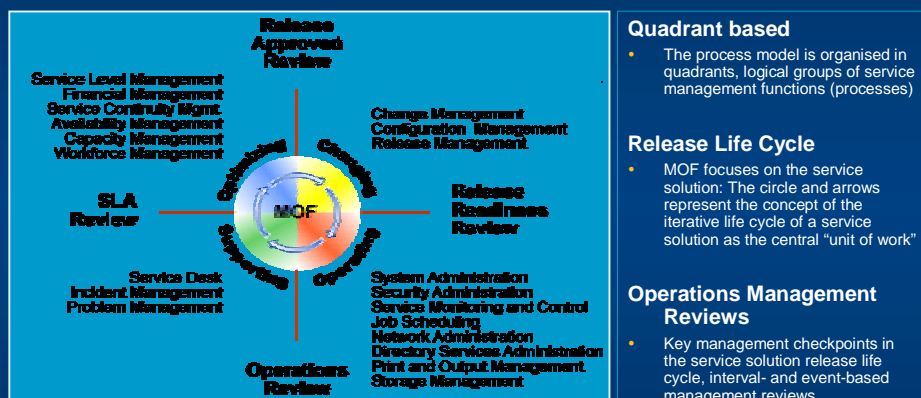 Release
Approved
Review
Service Level Management
Financial Management
Service Continuity Mgmt.
Availability Management
Capacity Management
Workforce Management
Change Management
Configuration Management
Release Management
Optimizing
Changing
SLA
Review
MOF
Release
Readiness
Review
Supporting
Operating
Service Desk
Incident Management
Problem Management
System Administration
Security Administration
Service Monitoring and Control
Job Scheduling
Network Administration
Directory Services Administration
Print and Output Management
Storage Management
Operations
Review
Quadrant based
• The process model is organised in
quadrants, logical groups of service
management functions (processes)
Release Life Cycle
• MOF focuses on the service
solution: The circle and arrows
represent the concept of the
iterative life cycle of a service
solution as the central “unit of work”
Operations Management
Reviews
• Key management checkpoints in
the service solution release life
cycle, interval- and event-based
management reviews